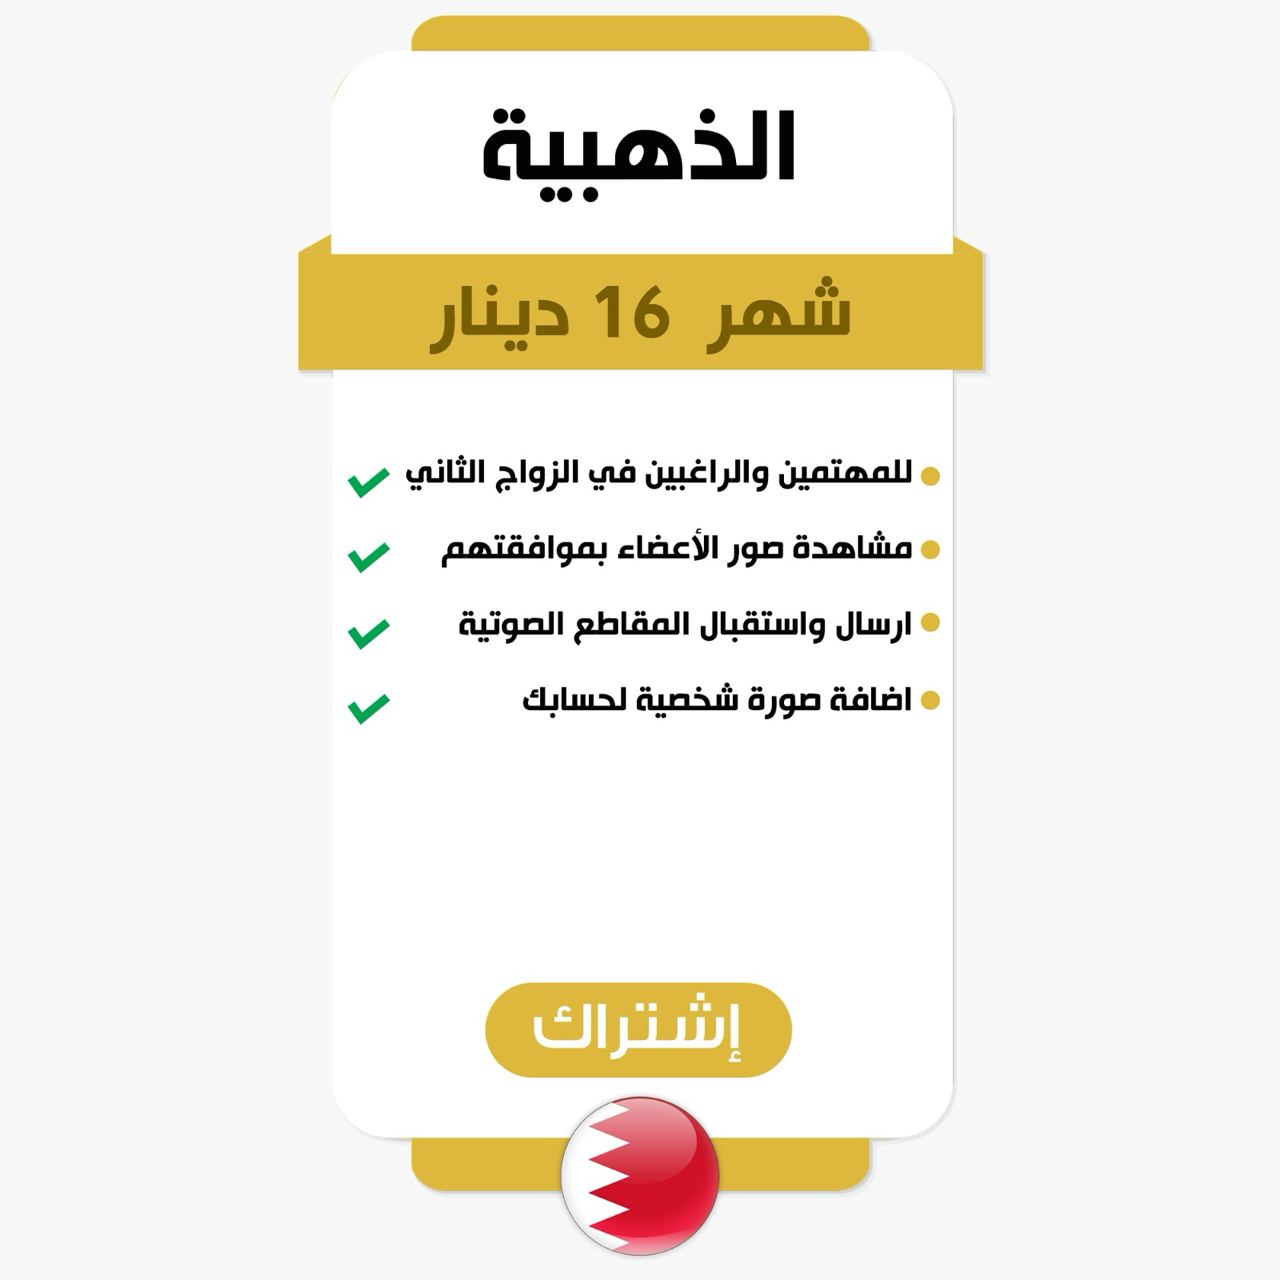 الذهبية
شهر 16 دينار
للمهتمين والراغبين في الزواج الثاني
مشاهدة صور الأعضاء بموافقتهم
ارسال واستقبال المقاطع الصوتية
اضافة صورة شخصية لحسابك
إشتراك